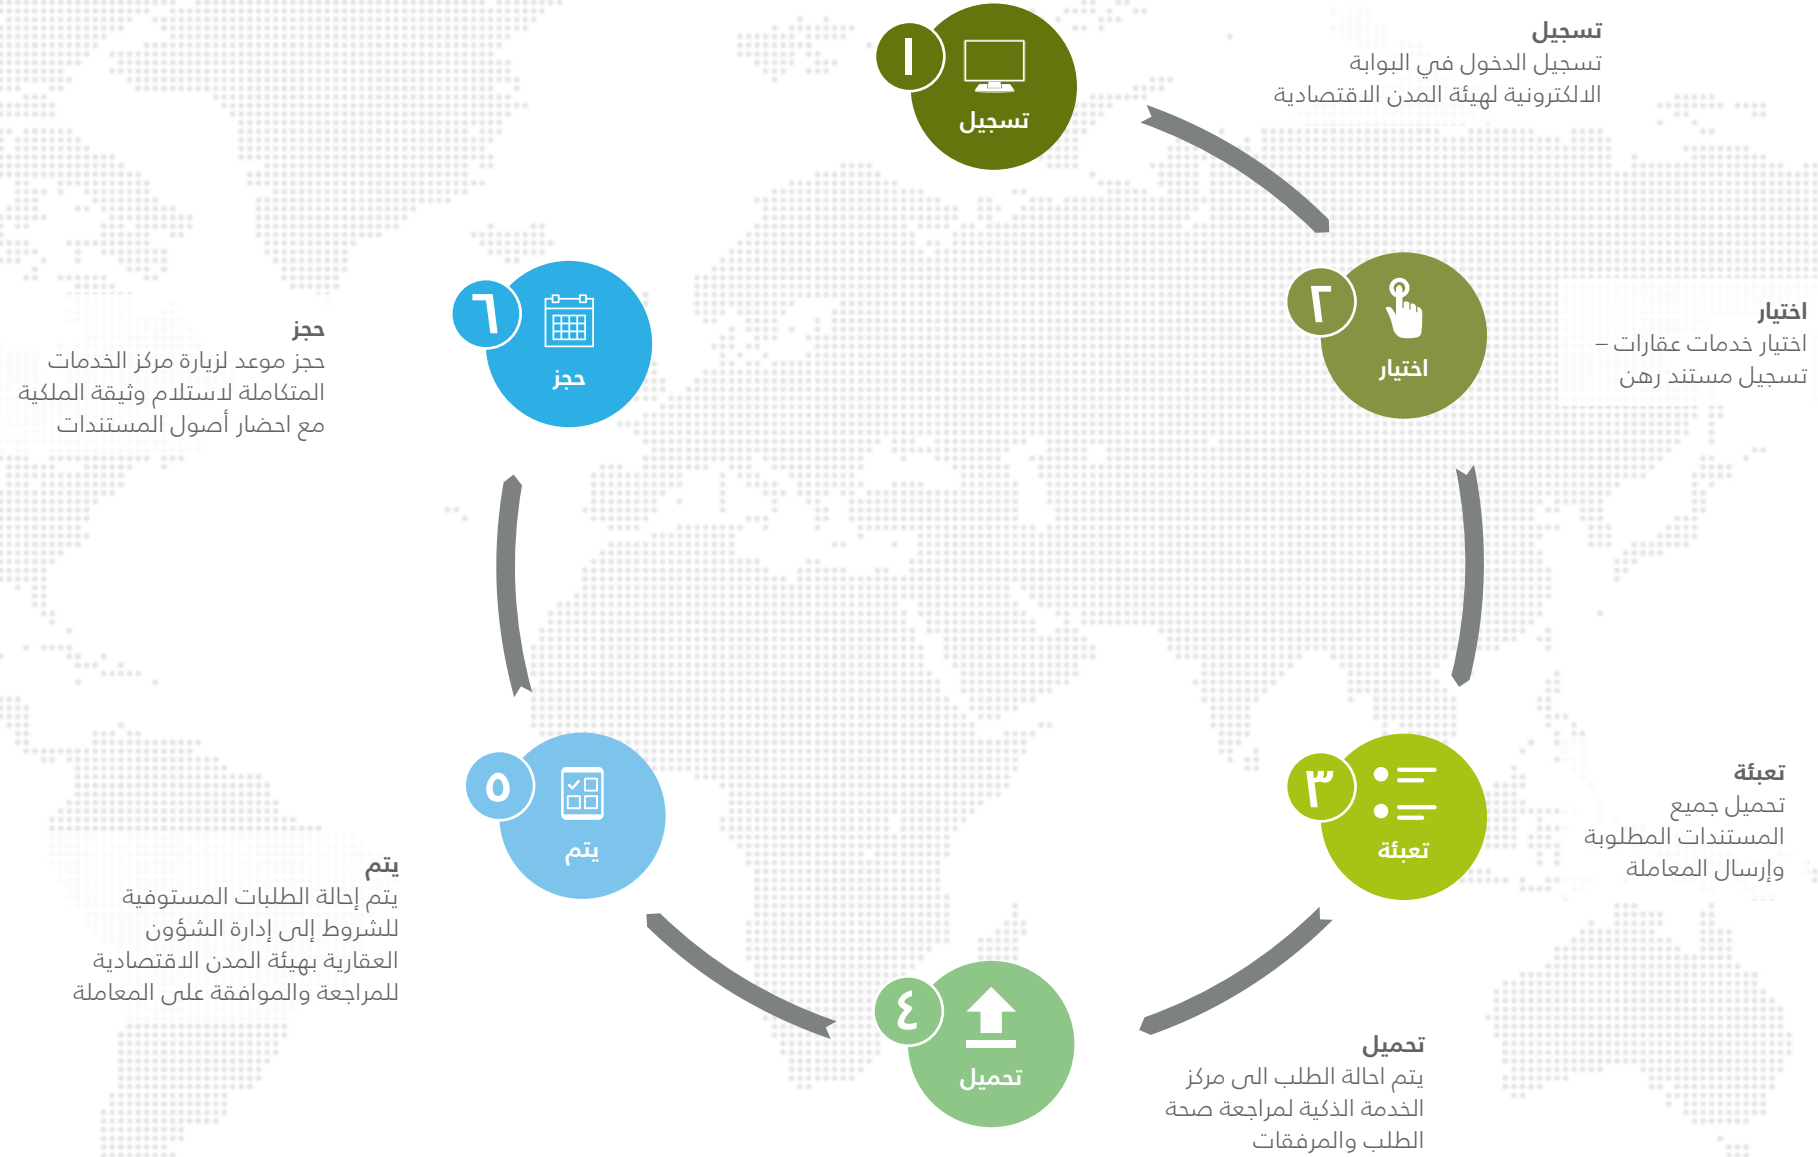 تسجيل
تسجيل الدخول في البوابة
الالكترونية لهيئة المدن الاقتصادية
١
تسجيل
اختيار
اختيار خدمات عقارات –
تسجيل مستند رهن
٢
اختيار
تعبئة
تحميل جميع
المستندات المطلوبة
وإرسال المعاملة
٣
تعبئة
تحميل
يتم احالة الطلب الى مركز
الخدمة الذكية لمراجعة صحة
الطلب والمرفقات
٤
تحميل
٥
يتم
يتم
يتم إحالة الطلبات المستوفية
للشروط إلى إدارة الشؤون
العقارية بهيئة المدن الاقتصادية
للمراجعة والموافقة على المعاملة
٦
حجز
حجز
حجز موعد لزيارة مركز الخدمات
المتكاملة لاستلام وثيقة الملكية
مع احضار أصول المستندات